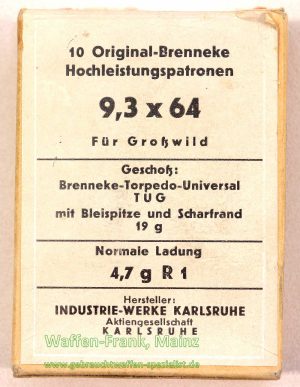 10 Original-Brenneke
Hochleistungspatronen
9,3 x 64
Für Großwild
Geschoß:
Brenneke-Torpedo-Universal
TUG
mit Bleispitze und Scharfrand
19 g
Normale Ladung
4,7 g R 1
Hersteller:
INDUSTRIE-WERKE KARLSRUHE
Aktiengesellschaft
KARLSRUHE
Waffen-Frank, Mainz
www.gebrauchtwaffen-spezialist.de